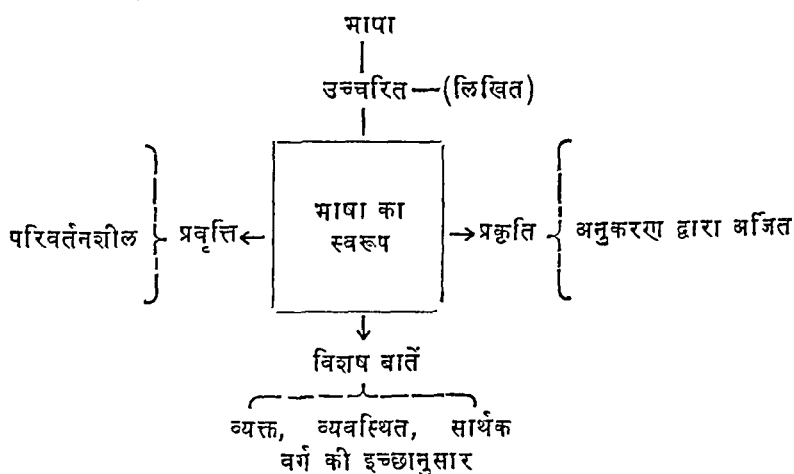 भापा
उच्चरित—(लिखित)
भाषा का
स्वरूप
परिवर्तनशील } प्रवृत्ति ← → प्रकृति { अनुकरण द्वारा अर्जित
विशष बातें
व्यक्त, व्यवस्थित, सार्थक
वर्ग की इच्छानुसार